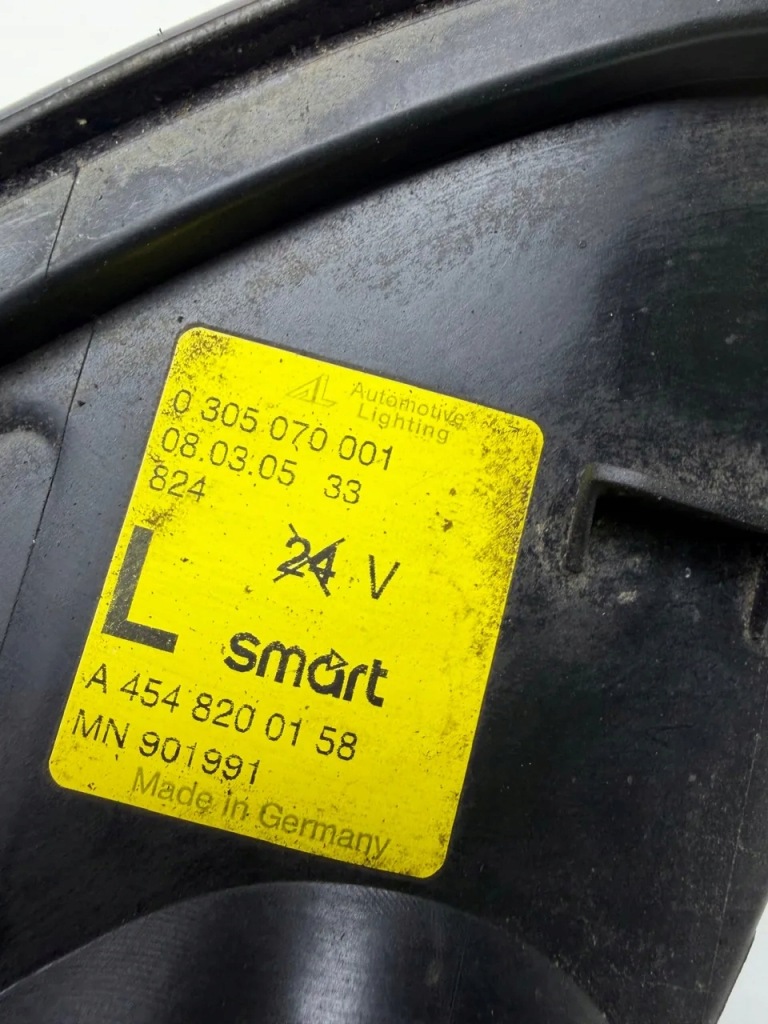 AL Automotive
Lighting
0 305 070 001
08.03.05 33
824
24 V
L
smart
A 454 820 01 58
MN 901991
Made in Germany